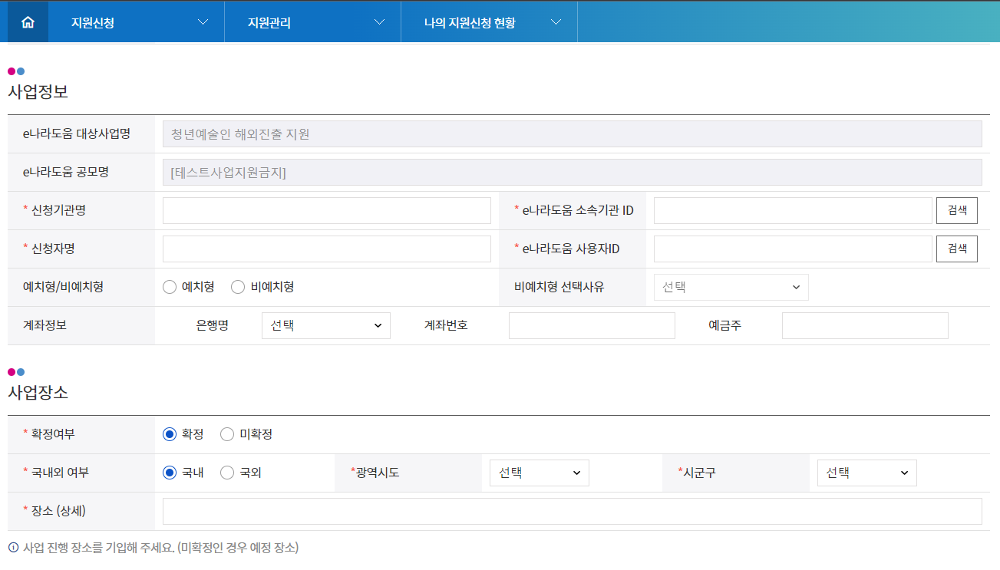 지원신청 지원관리 나의 지원신청 현황
사업정보
e나라도움 대상사업명 청년예술인 해외진출 지원
e나라도움 공모명 [테스트사업지원금지]
* 신청기관명 * e나라도움 소속기관 ID 검색
* 신청자명 * e나라도움 사용자ID 검색
예치형/비예치형 예치형 비예치형 비예치형 선택사유 선택
계좌정보 은행명 선택 계좌번호 예금주
사업장소
* 확정여부 확정 미확정
* 국내외 여부 국내 국외 *광역시도 선택 *시군구 선택
* 장소 (상세)
사업 진행 장소를 기입해 주세요. (미확정인 경우 예정 장소)